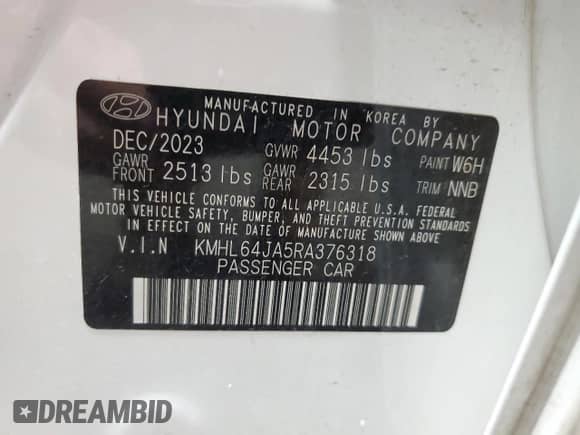 MANUFACTURED IN KOREA BY
HYUNDAI MOTOR COMPANY
DEC/2023 GVWR 4453 lbs PAINT W6H
GAWR FRONT 2513 lbs GAWR REAR 2315 lbs TRIM NNB
THIS VEHICLE CONFORMS TO ALL APPLICABLE U.S.A. FEDERAL
MOTOR VEHICLE SAFETY, BUMPER, AND THEFT PREVENTION STANDARDS
IN EFFECT ON THE DATE OF MANUFACTURE SHOWN ABOVE
V.I.N KMHL64JA5RA376318
PASSENGER CAR
#DREAMBID